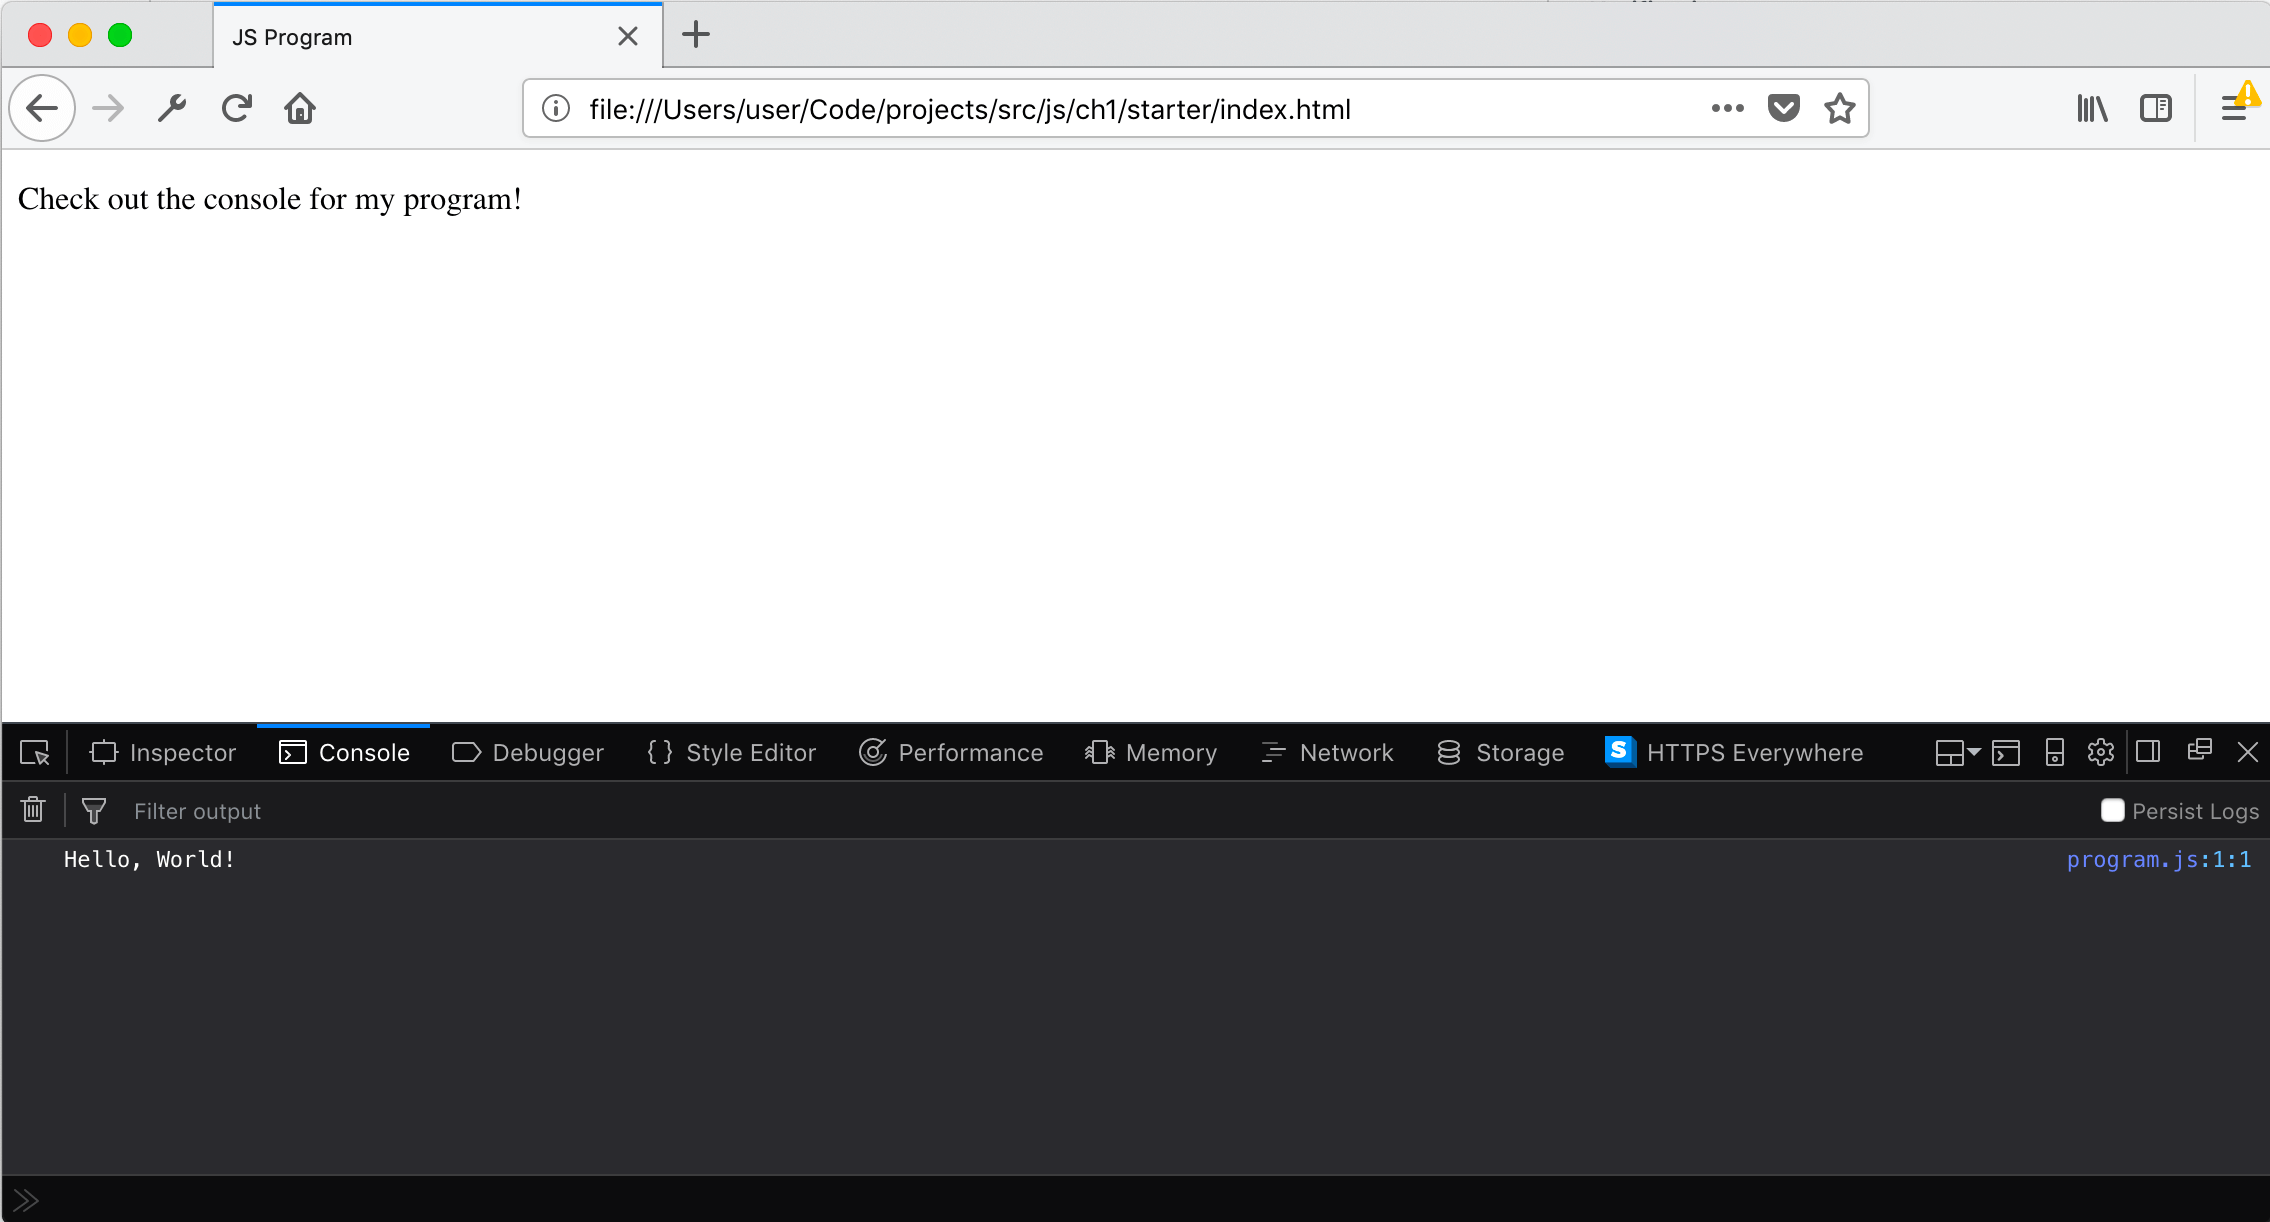 JS Program
file:///Users/user/Code/projects/src/js/ch1/starter/index.html
Check out the console for my program!
Inspector Console Debugger { } Style Editor Performance Memory Network Storage S HTTPS Everywhere
Filter output Persist Logs
Hello, World! program.js:1:1